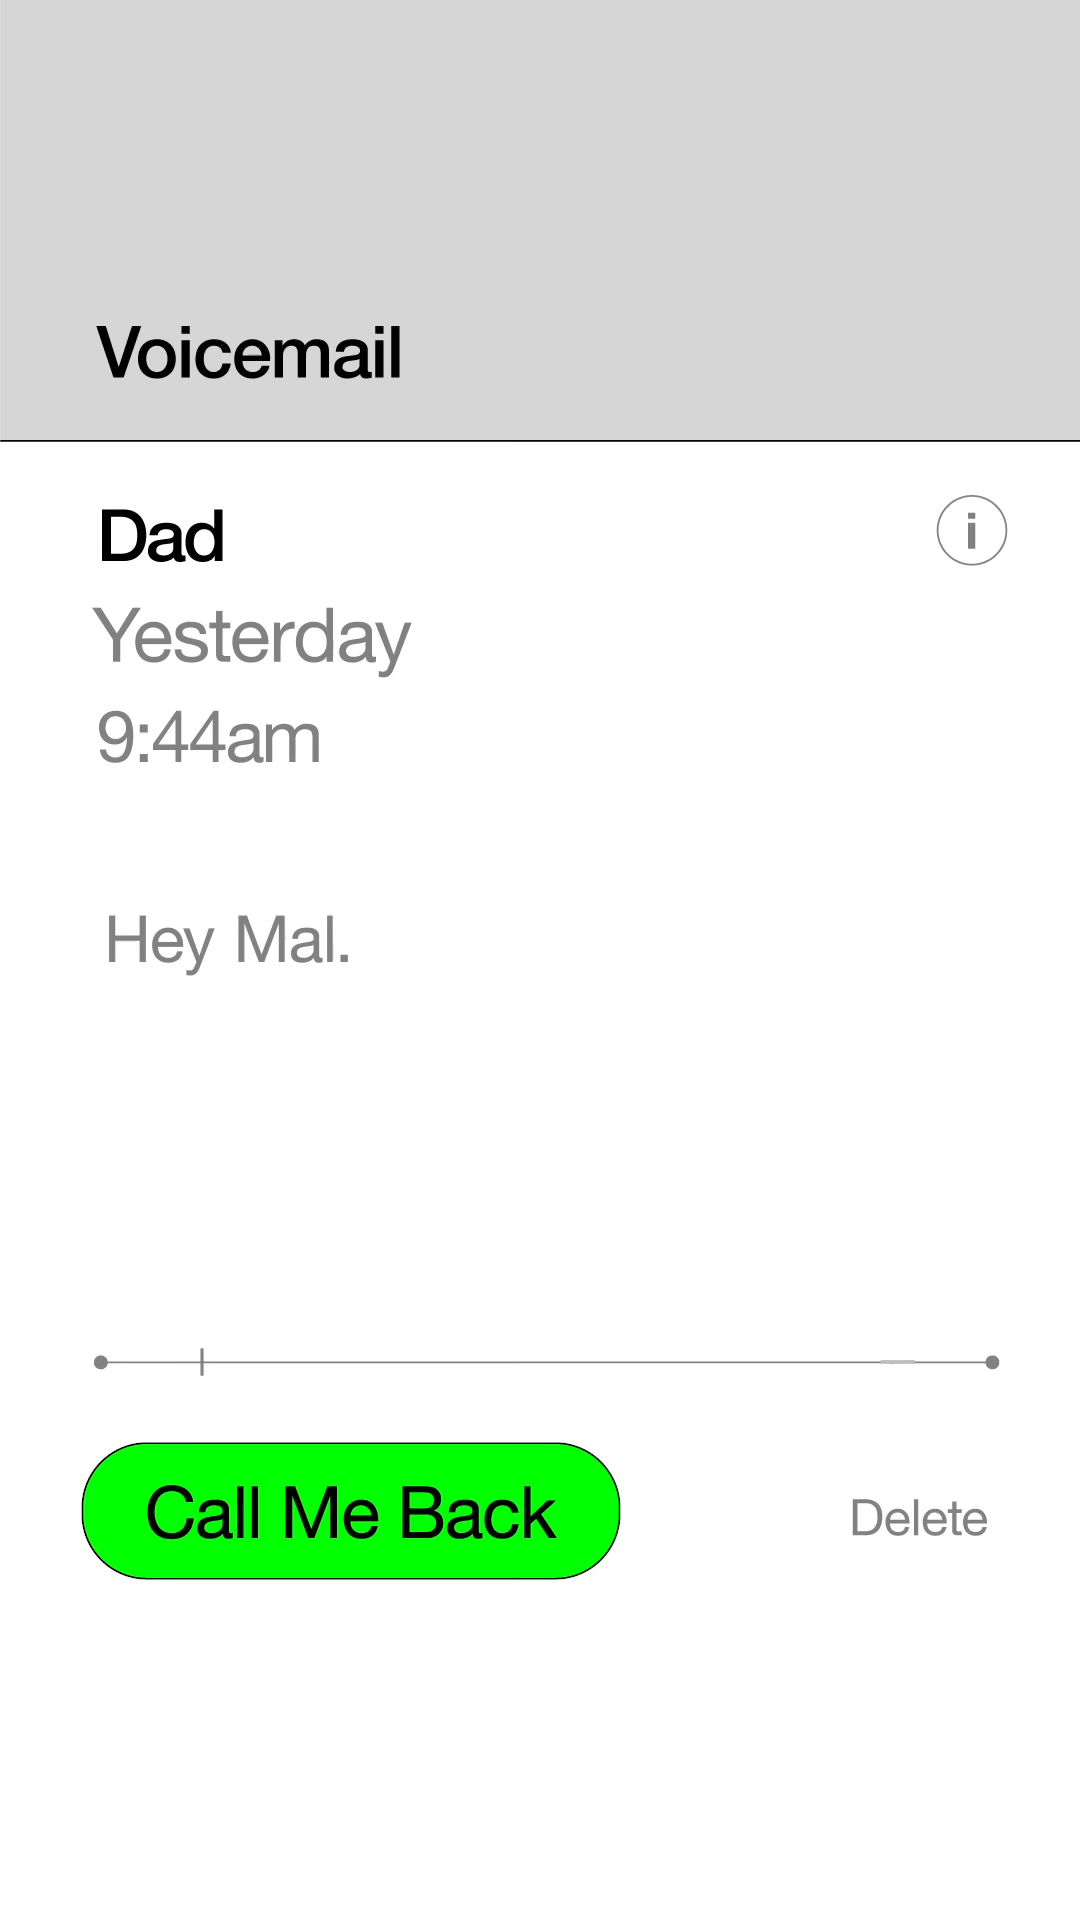 Voicemail
Dad
i
Yesterday
9:44am
Hey Mal.
Call Me Back
Delete